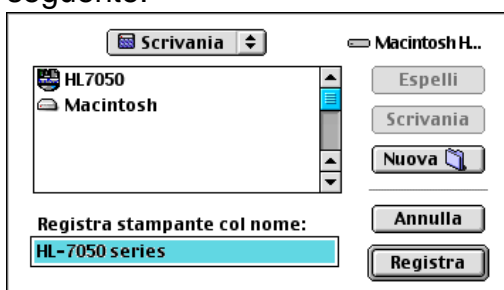 seguente.
Scrivania
Macintosh H...
HL7050
Macintosh
Espelli
Scrivania
Nuova
Registra stampante col nome:
HL-7050 series
Annulla
Registra